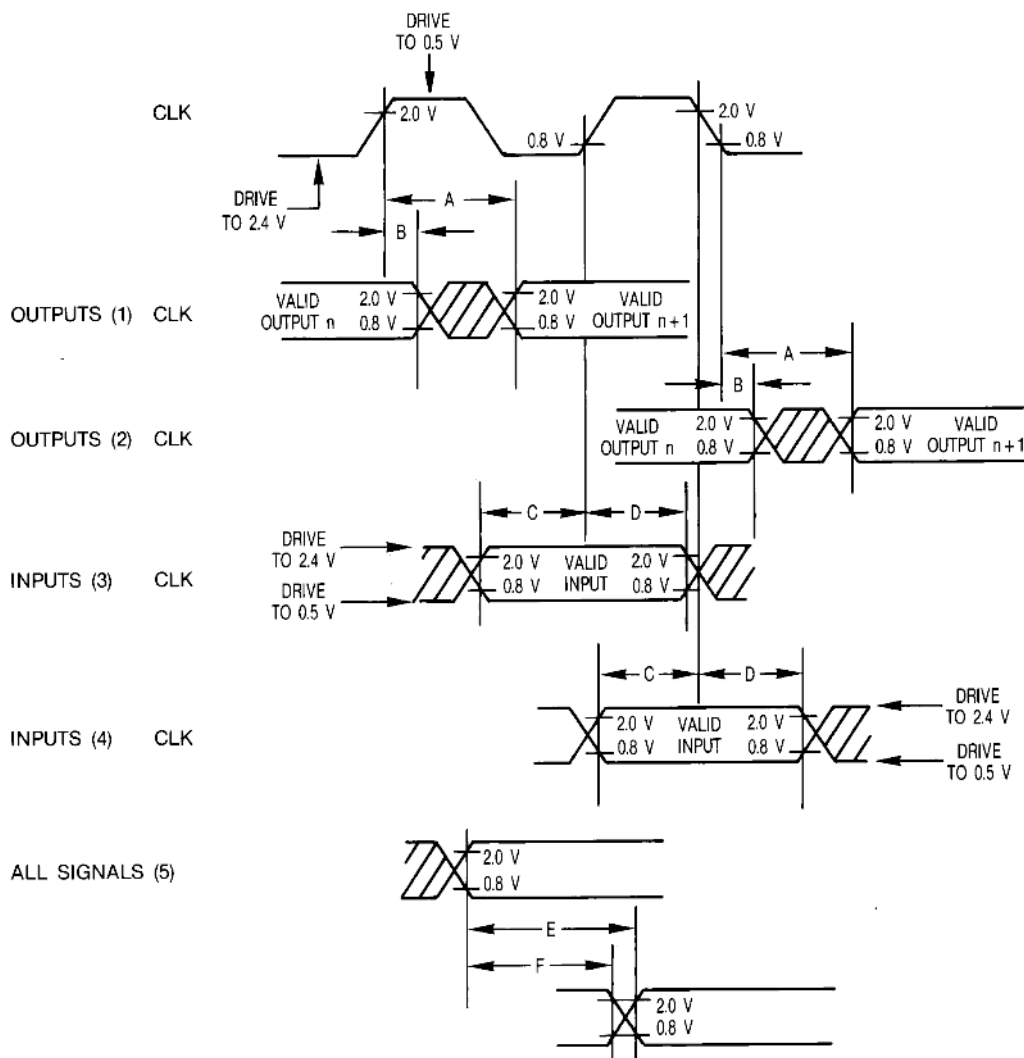 DRIVE
TO 0.5 V
CLK
2.0 V
2.0 V
0.8 V
0.8 V
DRIVE
TO 2.4 V
A
B
OUTPUTS (1) CLK
VALID
OUTPUT n
2.0 V
0.8 V
2.0 V
0.8 V
VALID
OUTPUT n+1
A
B
OUTPUTS (2) CLK
VALID
OUTPUT n
2.0 V
0.8 V
2.0 V
0.8 V
VALID
OUTPUT n+1
C
D
INPUTS (3) CLK
DRIVE
TO 2.4 V
DRIVE
TO 0.5 V
2.0 V
0.8 V
VALID
INPUT
2.0 V
0.8 V
C
D
INPUTS (4) CLK
2.0 V
0.8 V
VALID
INPUT
2.0 V
0.8 V
DRIVE
TO 2.4 V
DRIVE
TO 0.5 V
ALL SIGNALS (5)
2.0 V
0.8 V
E
F
2.0 V
0.8 V